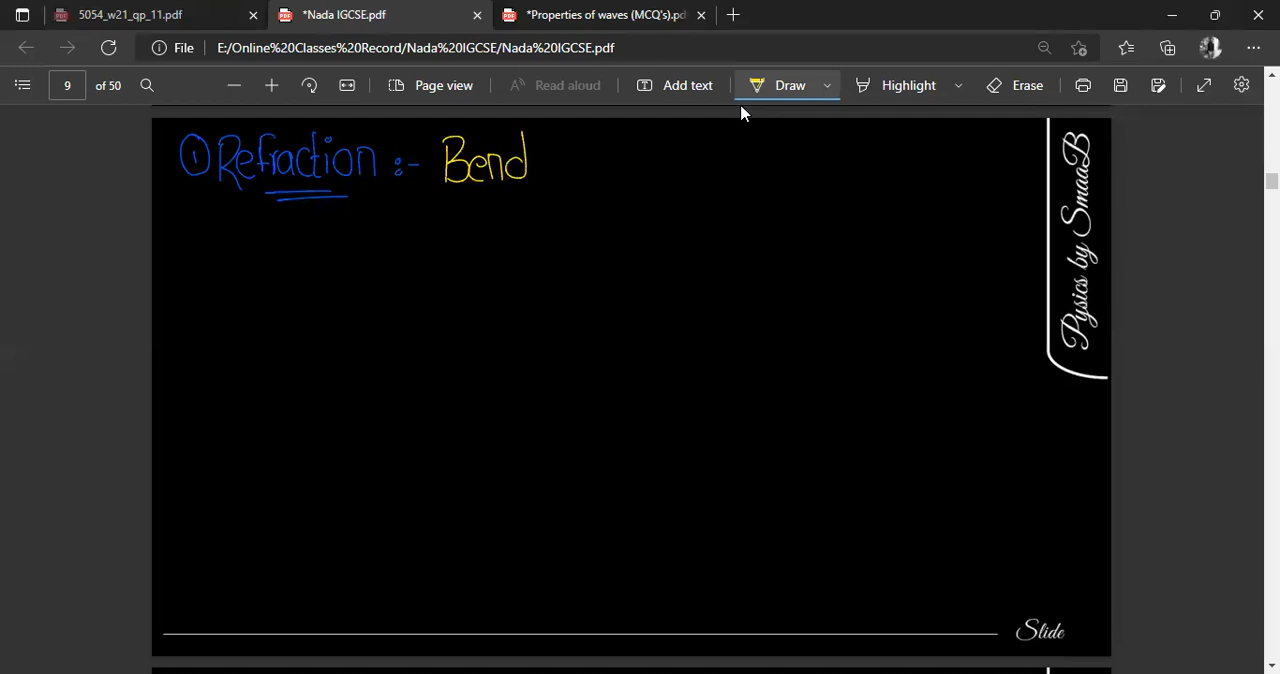 5054_w21_qp_11.pdf
*Nada IGCSE.pdf
*Properties of waves (MCQ's).pd
File
E:/Online%20Classes%20Record/Nada%20IGCSE/Nada%20IGCSE.pdf
9 of 50
Page view
Read aloud
Add text
Draw
Highlight
Erase
① Refraction :- Bend
Pysics by SmaaB
Slide